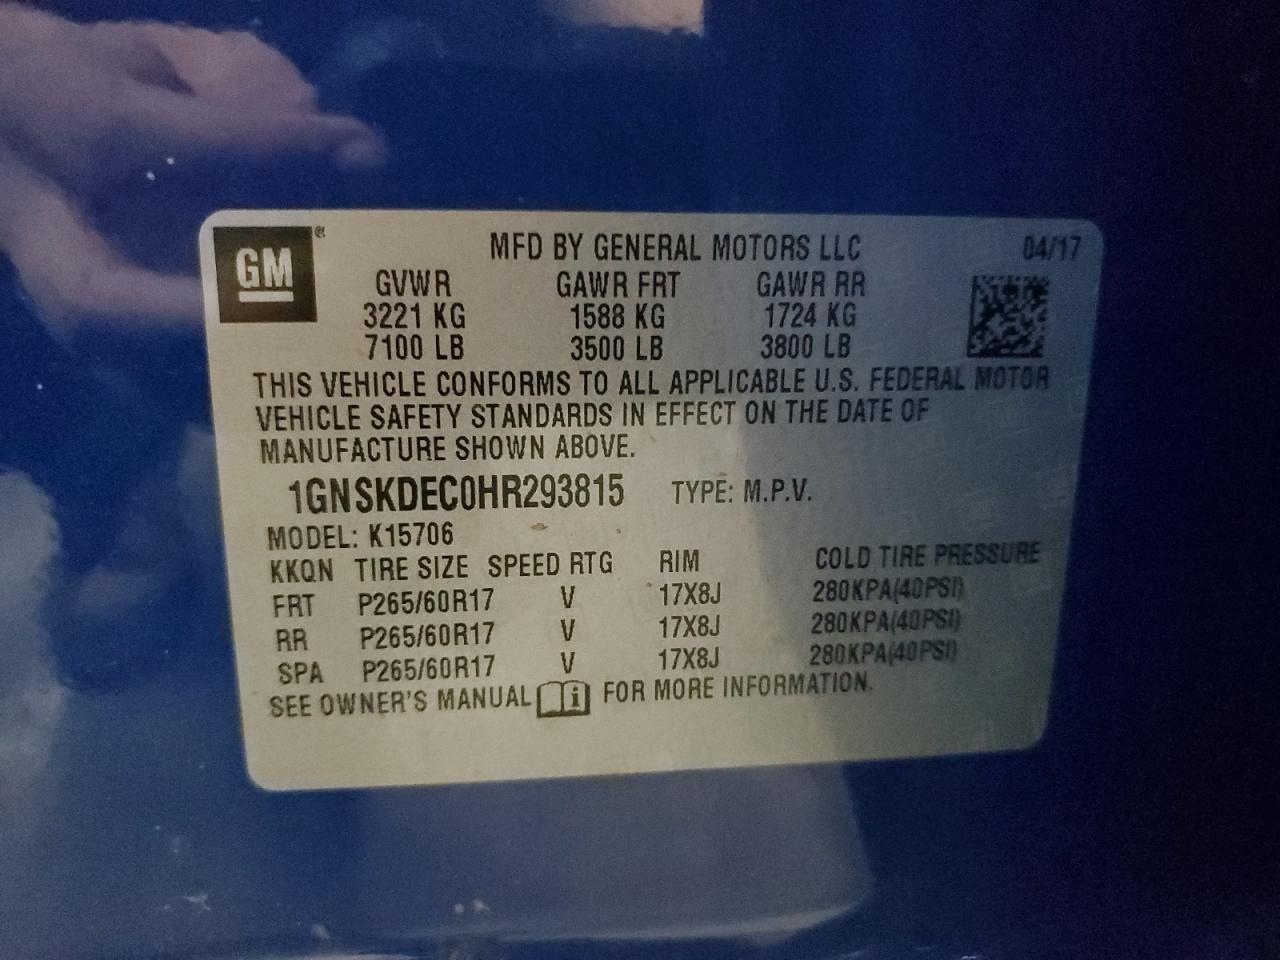 GM ®
MFD BY GENERAL MOTORS LLC 04/17
GVWR GAWR FRT GAWR RR
3221 KG 1588 KG 1724 KG
7100 LB 3500 LB 3800 LB
THIS VEHICLE CONFORMS TO ALL APPLICABLE U.S. FEDERAL MOTOR
VEHICLE SAFETY STANDARDS IN EFFECT ON THE DATE OF
MANUFACTURE SHOWN ABOVE.
1GNSKDEC0HR293815 TYPE: M.P.V.
MODEL: K15706
KKQN TIRE SIZE SPEED RTG RIM COLD TIRE PRESSURE
FRT P265/60R17 V 17X8J 280KPA(40PSI)
RR P265/60R17 V 17X8J 280KPA(40PSI)
SPA P265/60R17 V 17X8J 280KPA(40PSI)
SEE OWNER'S MANUAL i FOR MORE INFORMATION.